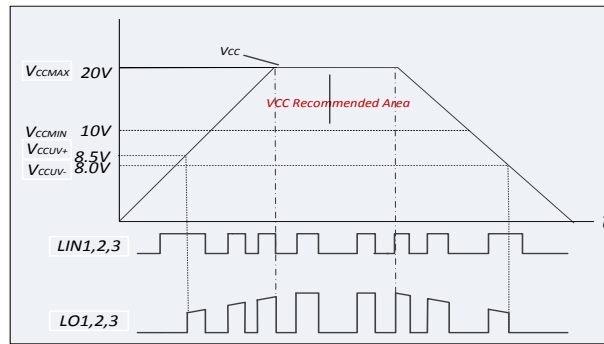 Vcc
VCCMAX 20V
VCC Recommended Area
VCCMIN 10V
VCCUV+ 8.5V
VCCUV- 8.0V
LIN1,2,3
LO1,2,3